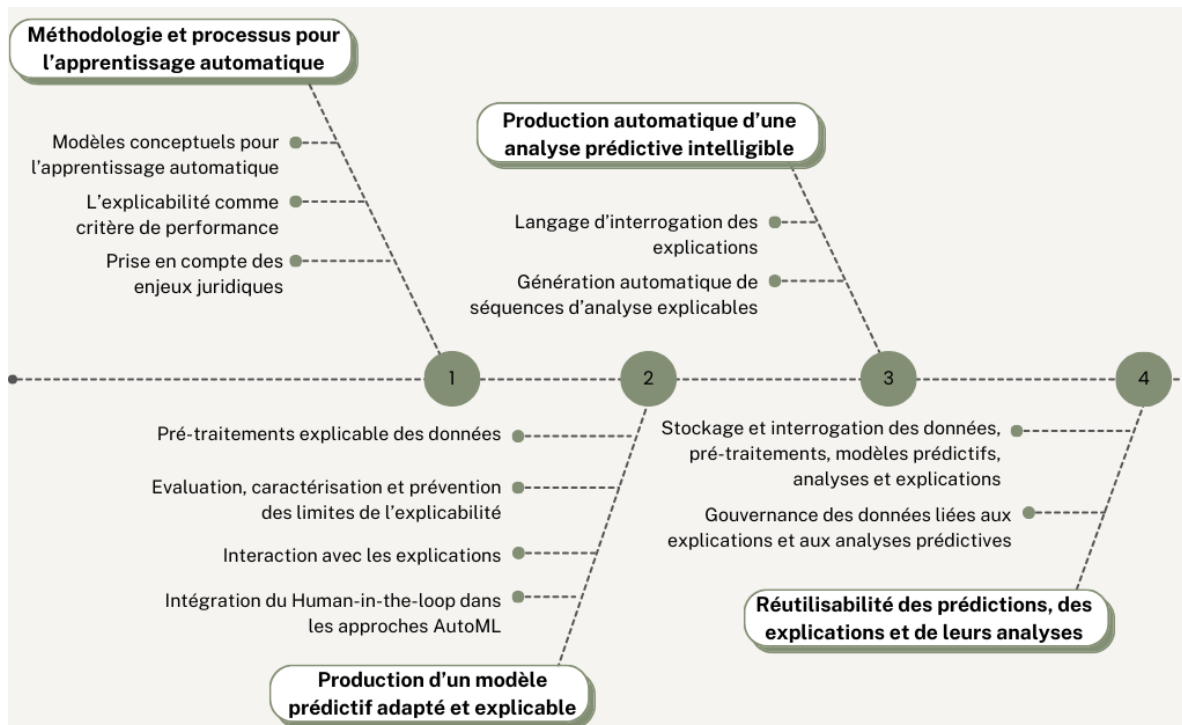 Méthodologie et processus pour
l'apprentissage automatique
Modèles conceptuels pour
l'apprentissage automatique
L'explicabilité comme
critère de performance
Prise en compte des
enjeux juridiques
1
Pré-traitements explicable des données
Evaluation, caractérisation et prévention
des limites de l'explicabilité
Interaction avec les explications
Intégration du Human-in-the-loop dans
les approches AutoML
Production d'un modèle
prédictif adapté et explicable
2
Production automatique d'une
analyse prédictive intelligible
Langage d'interrogation des
explications
Génération automatique de
séquences d'analyse explicables
3
Stockage et interrogation des données,
pré-traitements, modèles prédictifs,
analyses et explications
Gouvernance des données liées aux
explications et aux analyses prédictives
Réutilisabilité des prédictions, des
explications et de leurs analyses
4